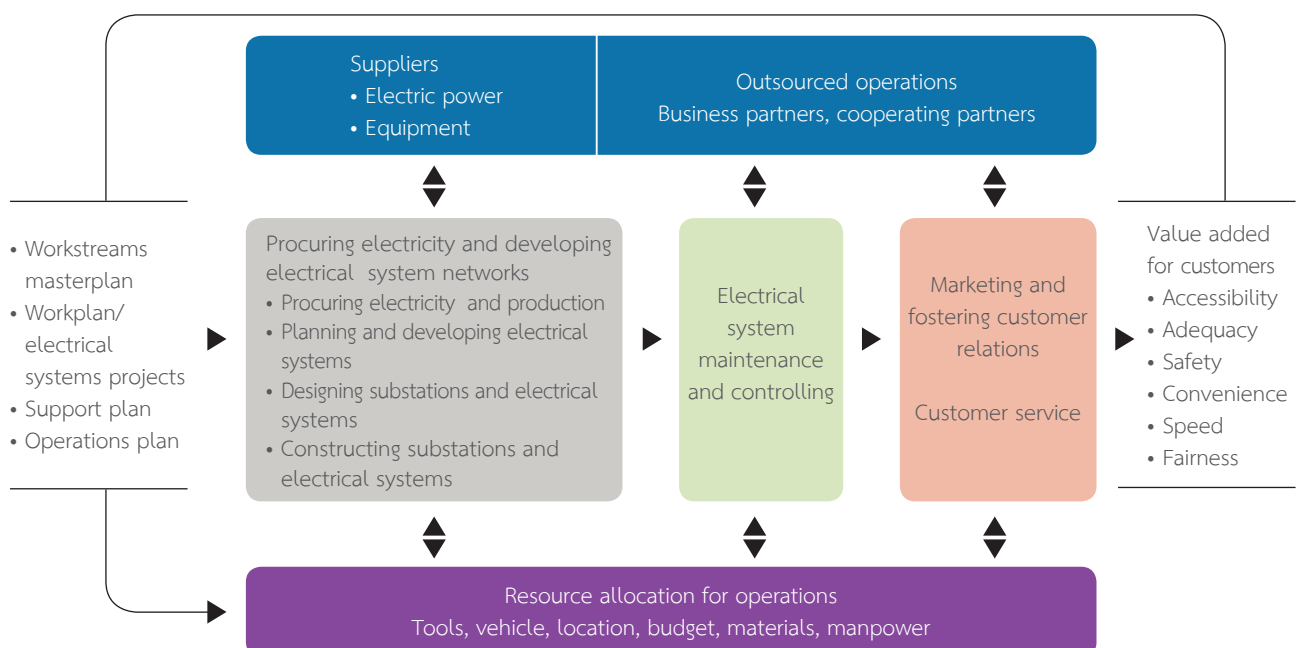 Suppliers
• Electric power
• Equipment
Outsourced operations
Business partners, cooperating partners
• Workstreams
masterplan
• Workplan/
electrical
systems projects
• Support plan
• Operations plan
Procuring electricity and developing
electrical system networks
• Procuring electricity and production
• Planning and developing electrical
systems
• Designing substations and electrical
systems
• Constructing substations and
electrical systems
Electrical
system
maintenance
and controlling
Marketing and
fostering customer
relations
Customer service
Value added
for customers
• Accessibility
• Adequacy
• Safety
• Convenience
• Speed
• Fairness
Resource allocation for operations
Tools, vehicle, location, budget, materials, manpower